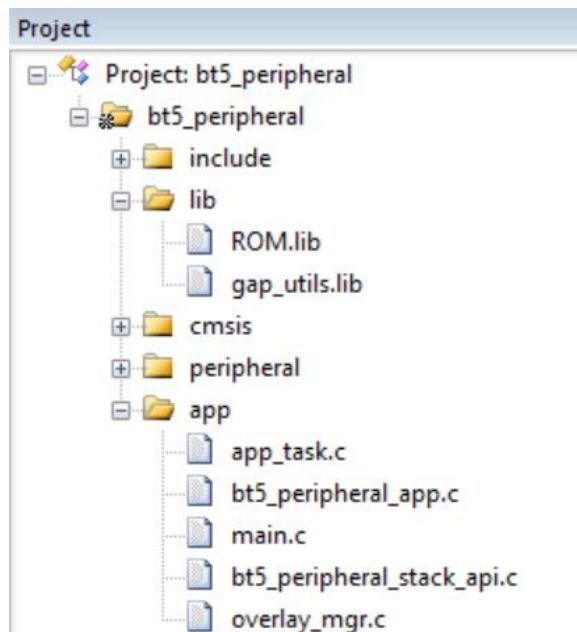 Project
Project: bt5_peripheral
bt5_peripheral
include
lib
ROM.lib
gap_utils.lib
cmsis
peripheral
app
app_task.c
bt5_peripheral_app.c
main.c
bt5_peripheral_stack_api.c
overlay_mgr.c